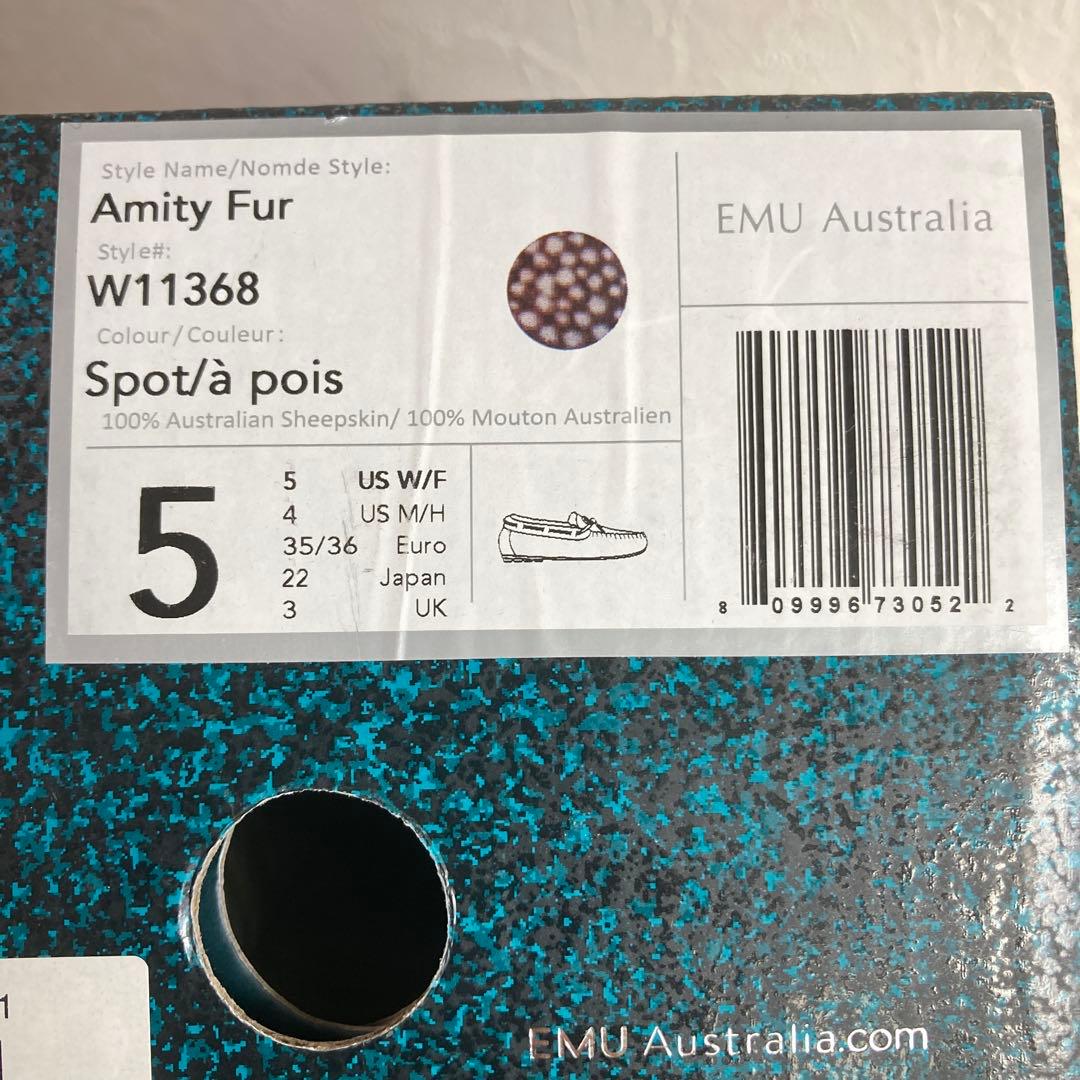 Style Name/Nomde Style:
Amity Fur
Style#:
W11368
Colour/Couleur:
Spot/à pois
100% Australian Sheepskin/ 100% Mouton Australien
5
5 US W/F
4 US M/H
35/36 Euro
22 Japan
3 UK
EMU Australia
8 09996 73052 2
1
EMU Australia.com